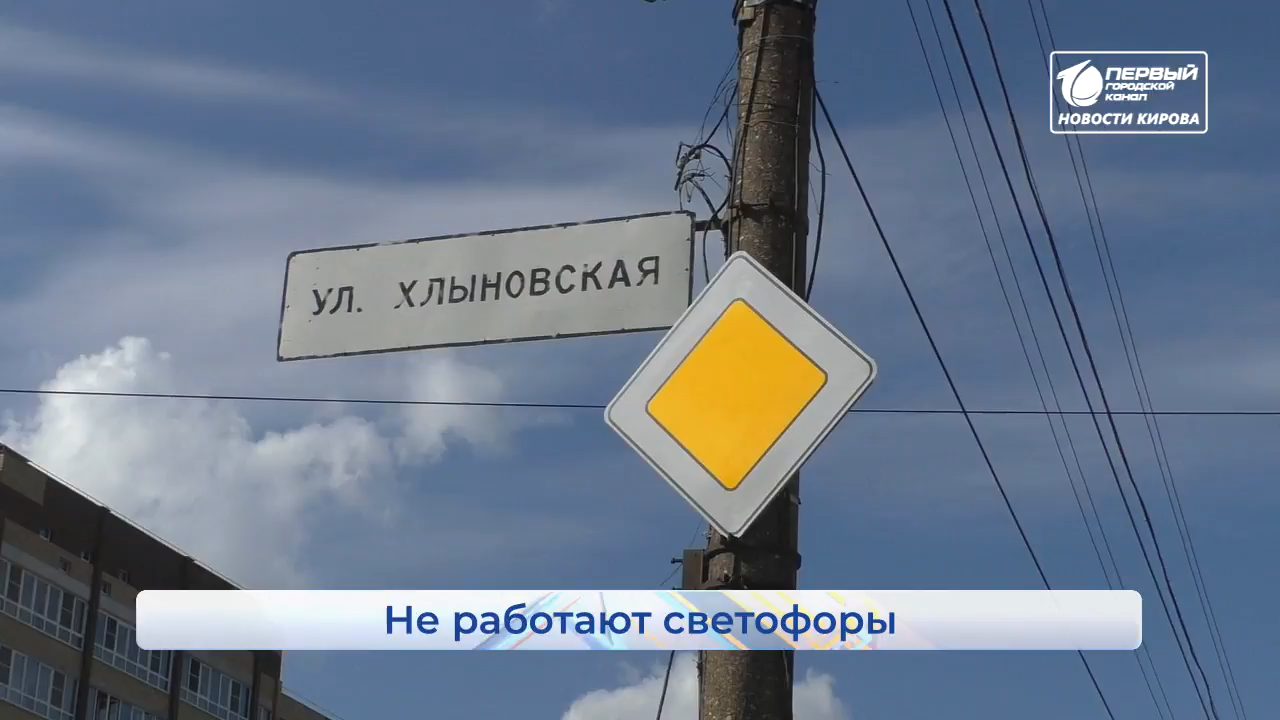 ПЕРВЫЙ
ГОРОДСКОЙ
КАНАЛ
НОВОСТИ КИРОВА
УЛ. ХЛЫНОВСКАЯ
Не работают светофоры